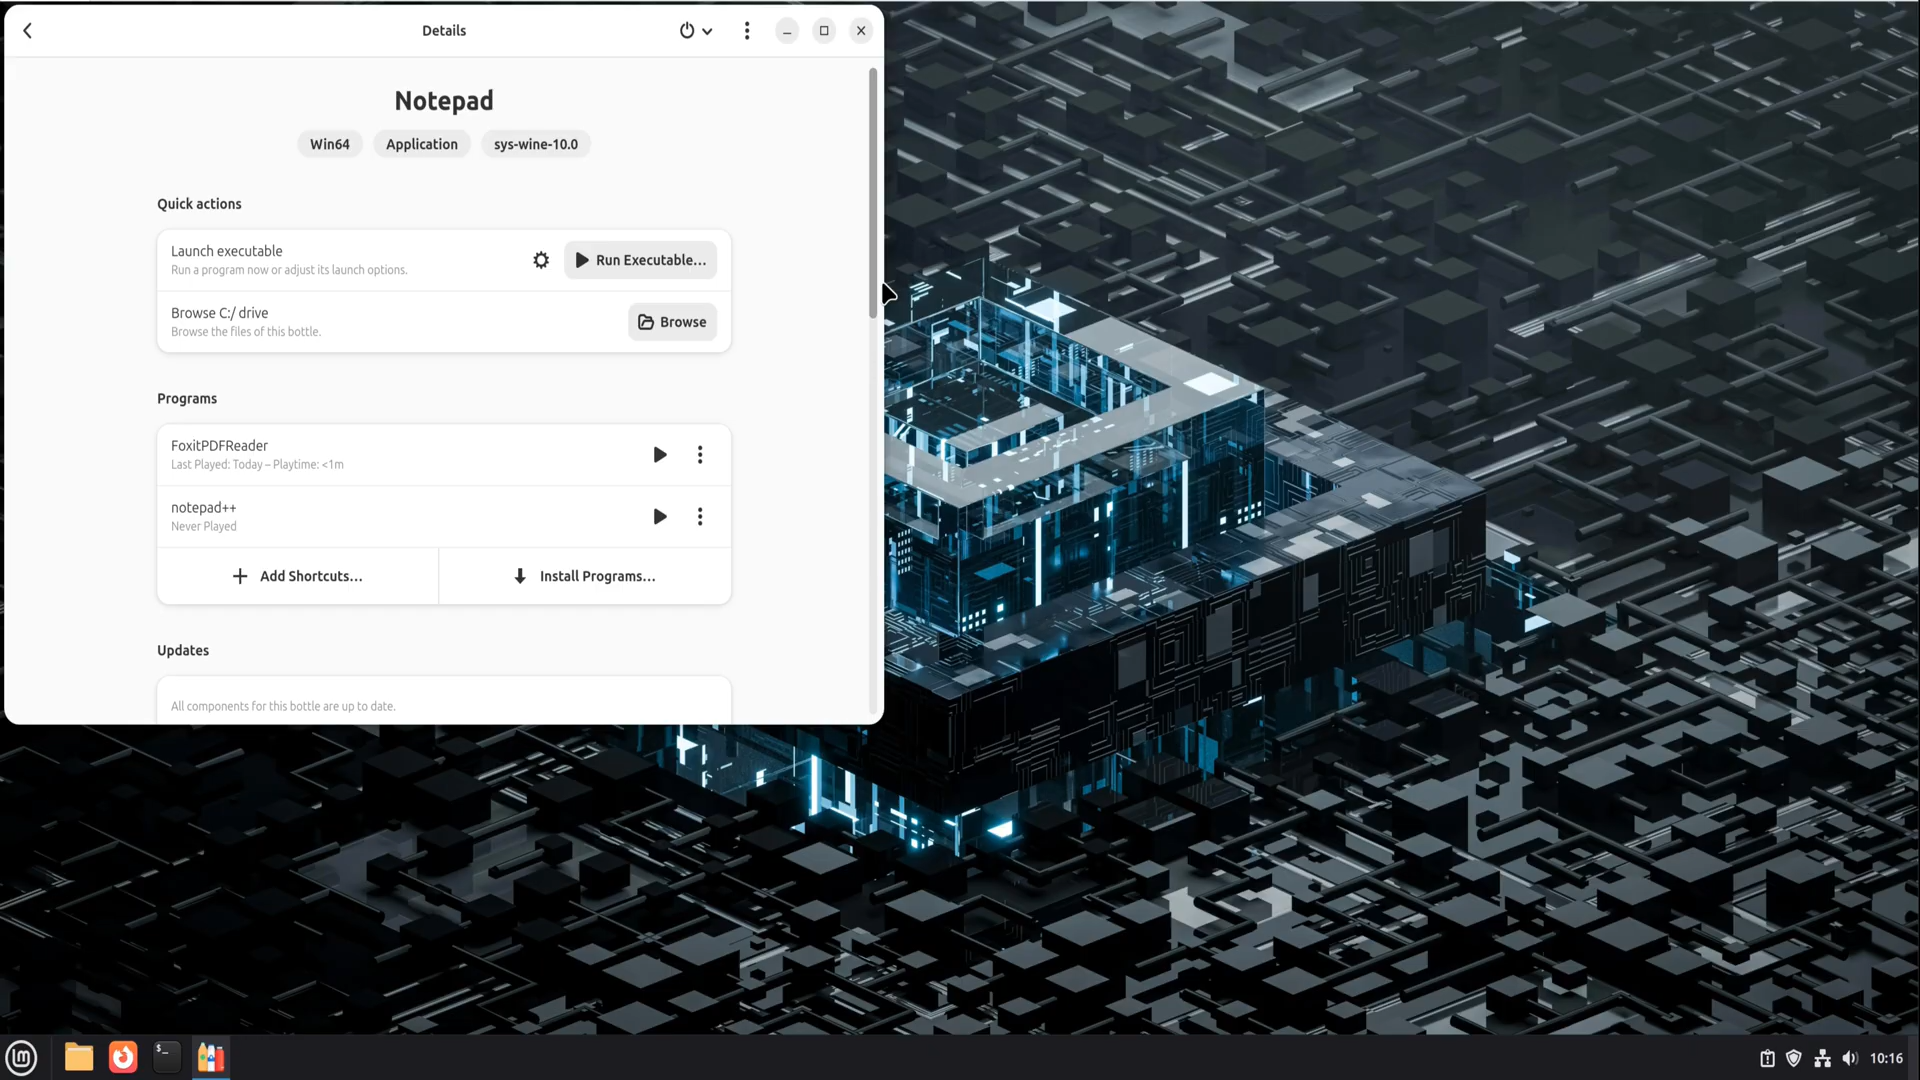 Details
Notepad
Win64 Application sys-wine-10.0
Quick actions
Launch executable
Run a program now or adjust its launch options.
Run Executable...
Browse C:/ drive
Browse the files of this bottle.
Browse
Programs
FoxitPDFReader
Last Played: Today – Playtime: <1m
notepad++
Never Played
Add Shortcuts... Install Programs...
Updates
All components for this bottle are up to date.
10:16